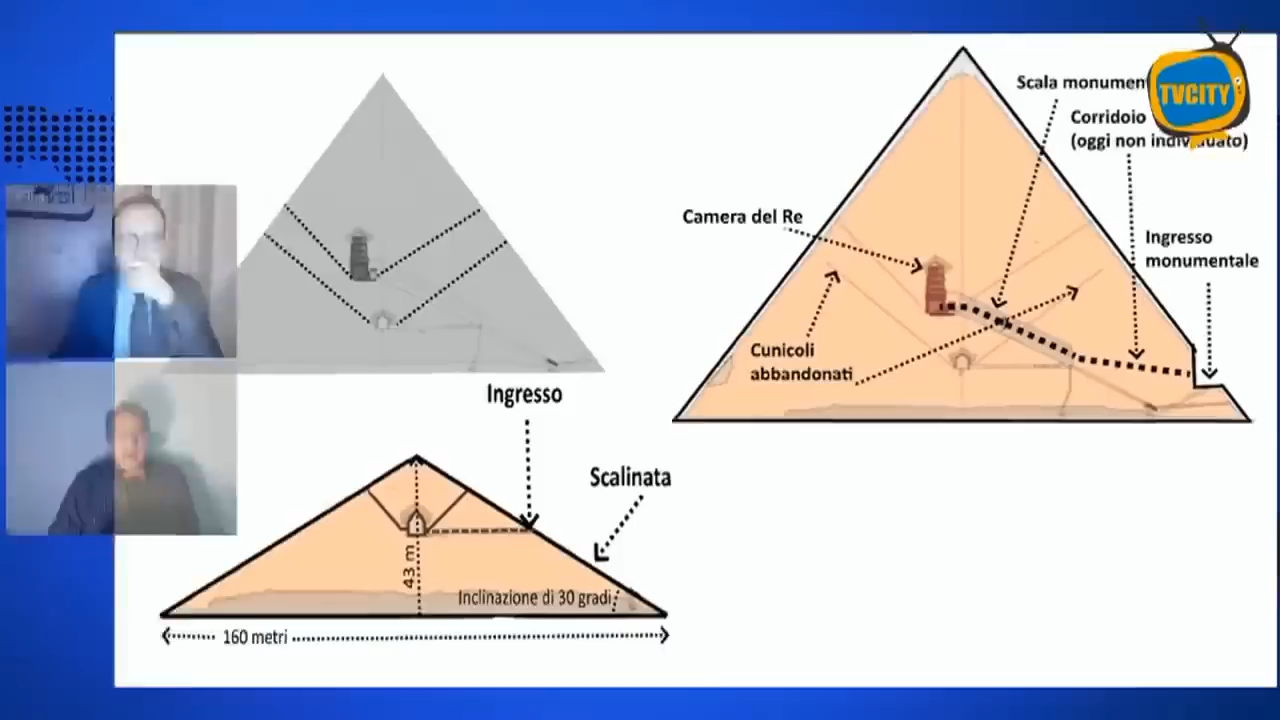 TVCITY
Scala monument
Corridoio
(oggi non individuato)
Camera del Re
Ingresso
monumentale
Cunicoli
abbandonati
Ingresso
Scalinata
43 m
Inclinazione di 30 gradi
160 metri